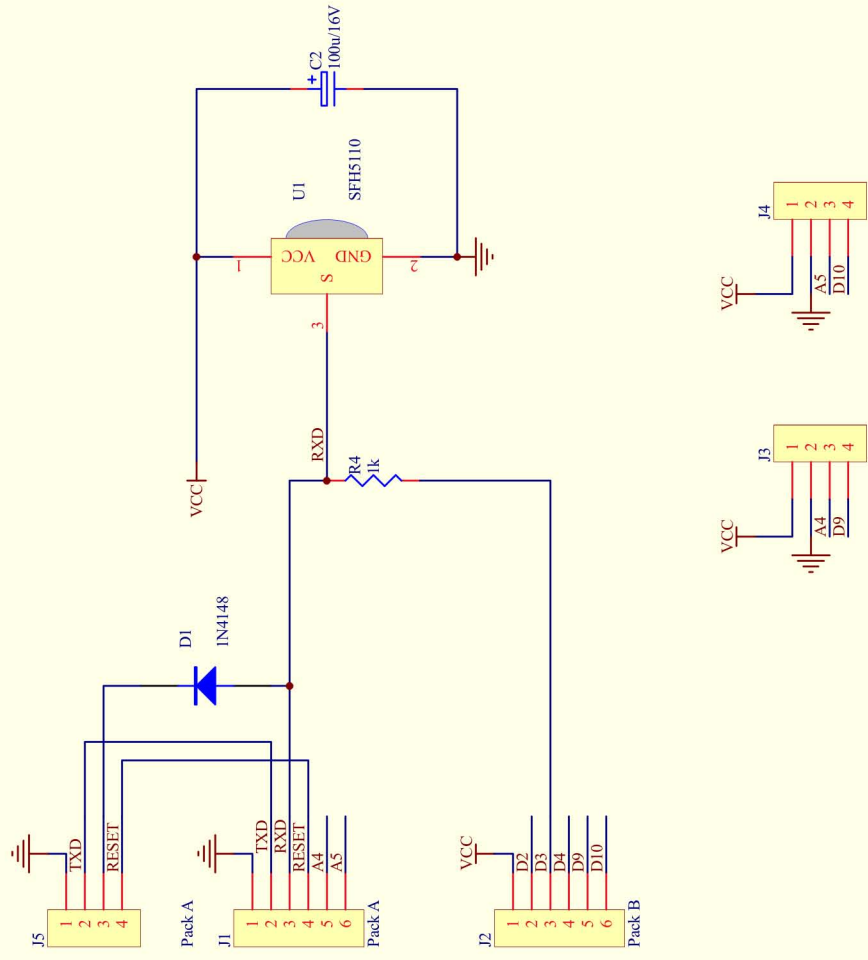 J5
1
2
3
4
TXD
RESET
Pack A
J1
1
2
3
4
5
6
TXD
RXD
RESET
A4
A5
Pack A
J2
1
2
3
4
5
6
VCC
D2
D3
D4
D9
D10
Pack B
D1
1N4148
VCC
RXD
R4
1k
U1
SFH5110
1
VCC
GND
2
S
3
+
C2
100u/16V
J3
1
2
3
4
VCC
A4
D9
J4
1
2
3
4
VCC
A5
D10